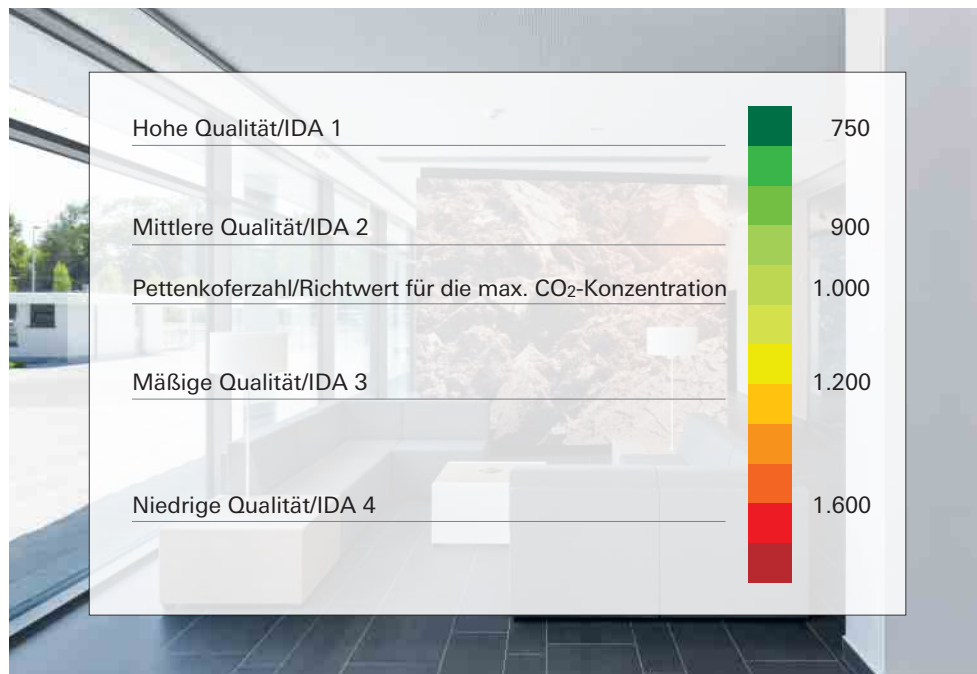 Hohe Qualität/IDA 1 750
Mittlere Qualität/IDA 2 900
Pettenkoferzahl/Richtwert für die max. CO₂-Konzentration 1.000
Mäßige Qualität/IDA 3 1.200
Niedrige Qualität/IDA 4 1.600